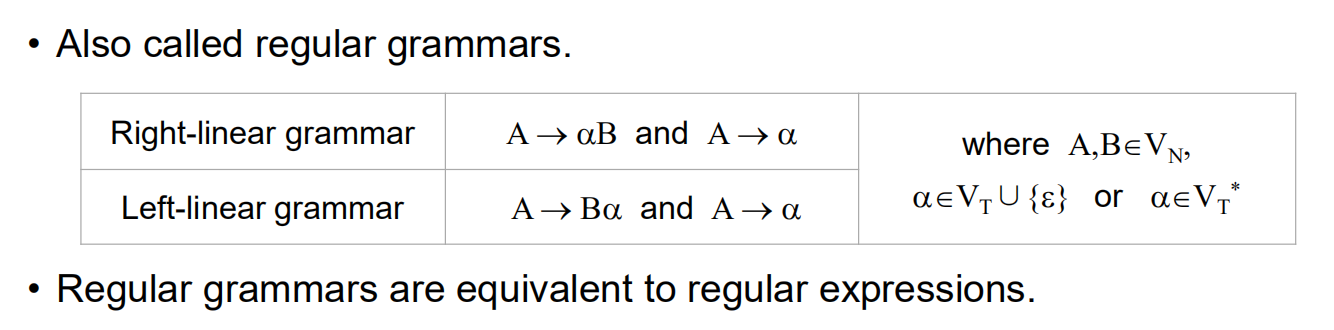 • Also called regular grammars.
Right-linear grammar A → αB and A → α
where A,B∈V_N,
α∈V_T∪{ε} or α∈V_T*
Left-linear grammar A → Bα and A → α
• Regular grammars are equivalent to regular expressions.